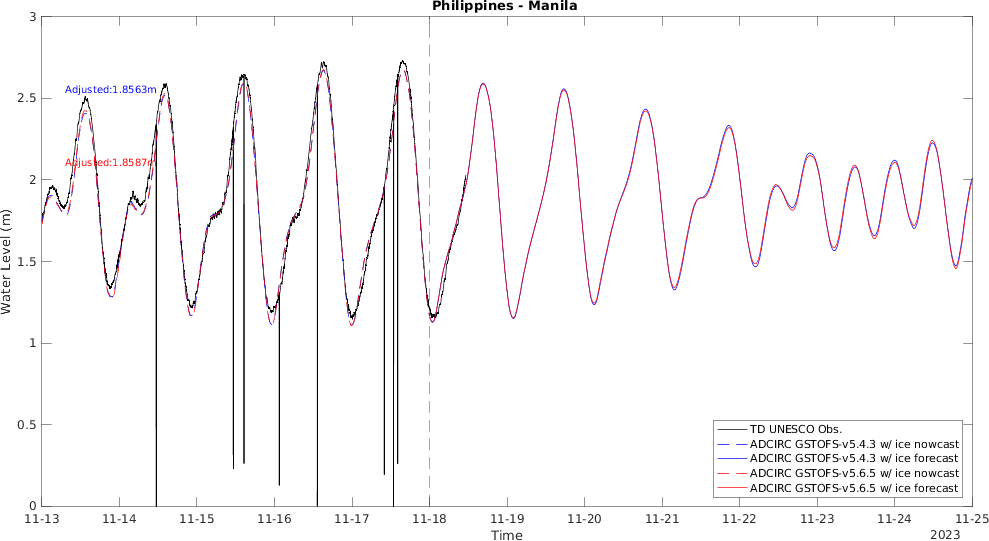 Philippines - Manila
3
2.5
2
1.5
1
0.5
0
Water Level (m)
Adjusted:1.8563m
Adjusted:1.8587m
TD UNESCO Obs.
ADCIRC GSTOFS-v5.4.3 w/ ice nowcast
ADCIRC GSTOFS-v5.4.3 w/ ice forecast
ADCIRC GSTOFS-v5.6.5 w/ ice nowcast
ADCIRC GSTOFS-v5.6.5 w/ ice forecast
11-13 11-14 11-15 11-16 11-17 11-18 11-19 11-20 11-21 11-22 11-23 11-24 11-25
Time
2023